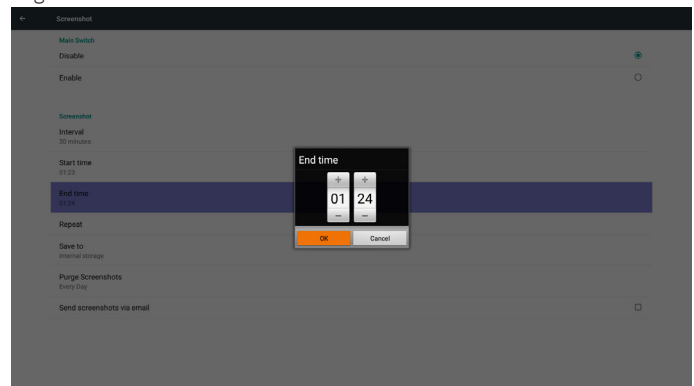 Screenshot
Main Switch
Disable
Enable
Screenshot
Interval
30 minutes
Start time
01:23
End time
01:24
Repeat
Save to
Internal storage
Purge Screenshots
Every Day
Send screenshots via email
End time
+ +
01 24
- -
OK Cancel